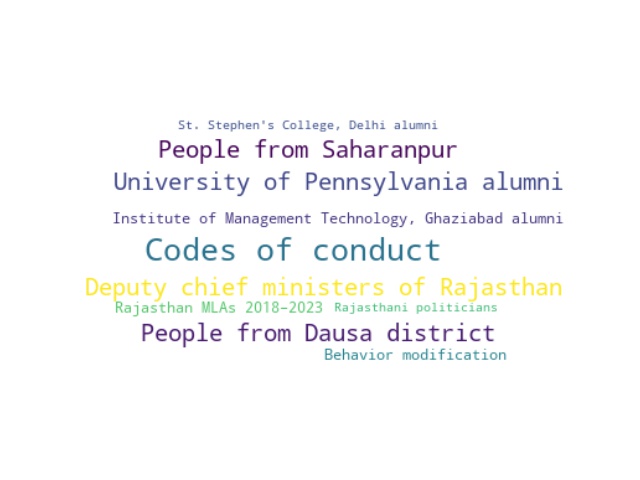 St. Stephen's College, Delhi alumni
People from Saharanpur
University of Pennsylvania alumni
Institute of Management Technology, Ghaziabad alumni
Codes of conduct
Deputy chief ministers of Rajasthan
Rajasthan MLAs 2018–2023 Rajasthani politicians
People from Dausa district
Behavior modification